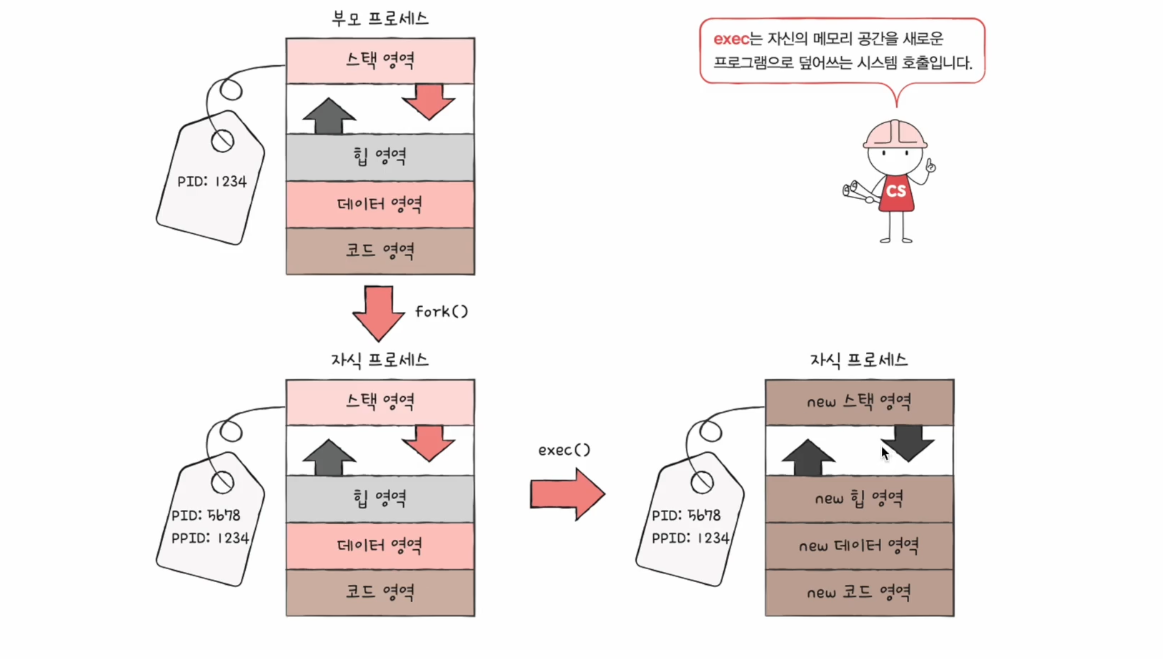 부모 프로세스
스택 영역
힙 영역
데이터 영역
코드 영역
PID: 1234
exec는 자신의 메모리 공간을 새로운
프로그램으로 덮어쓰는 시스템 호출입니다.
CS
fork()
자식 프로세스
스택 영역
힙 영역
데이터 영역
코드 영역
PID: 5678
PPID: 1234
exec()
자식 프로세스
new 스택 영역
new 힙 영역
new 데이터 영역
new 코드 영역
PID: 5678
PPID: 1234